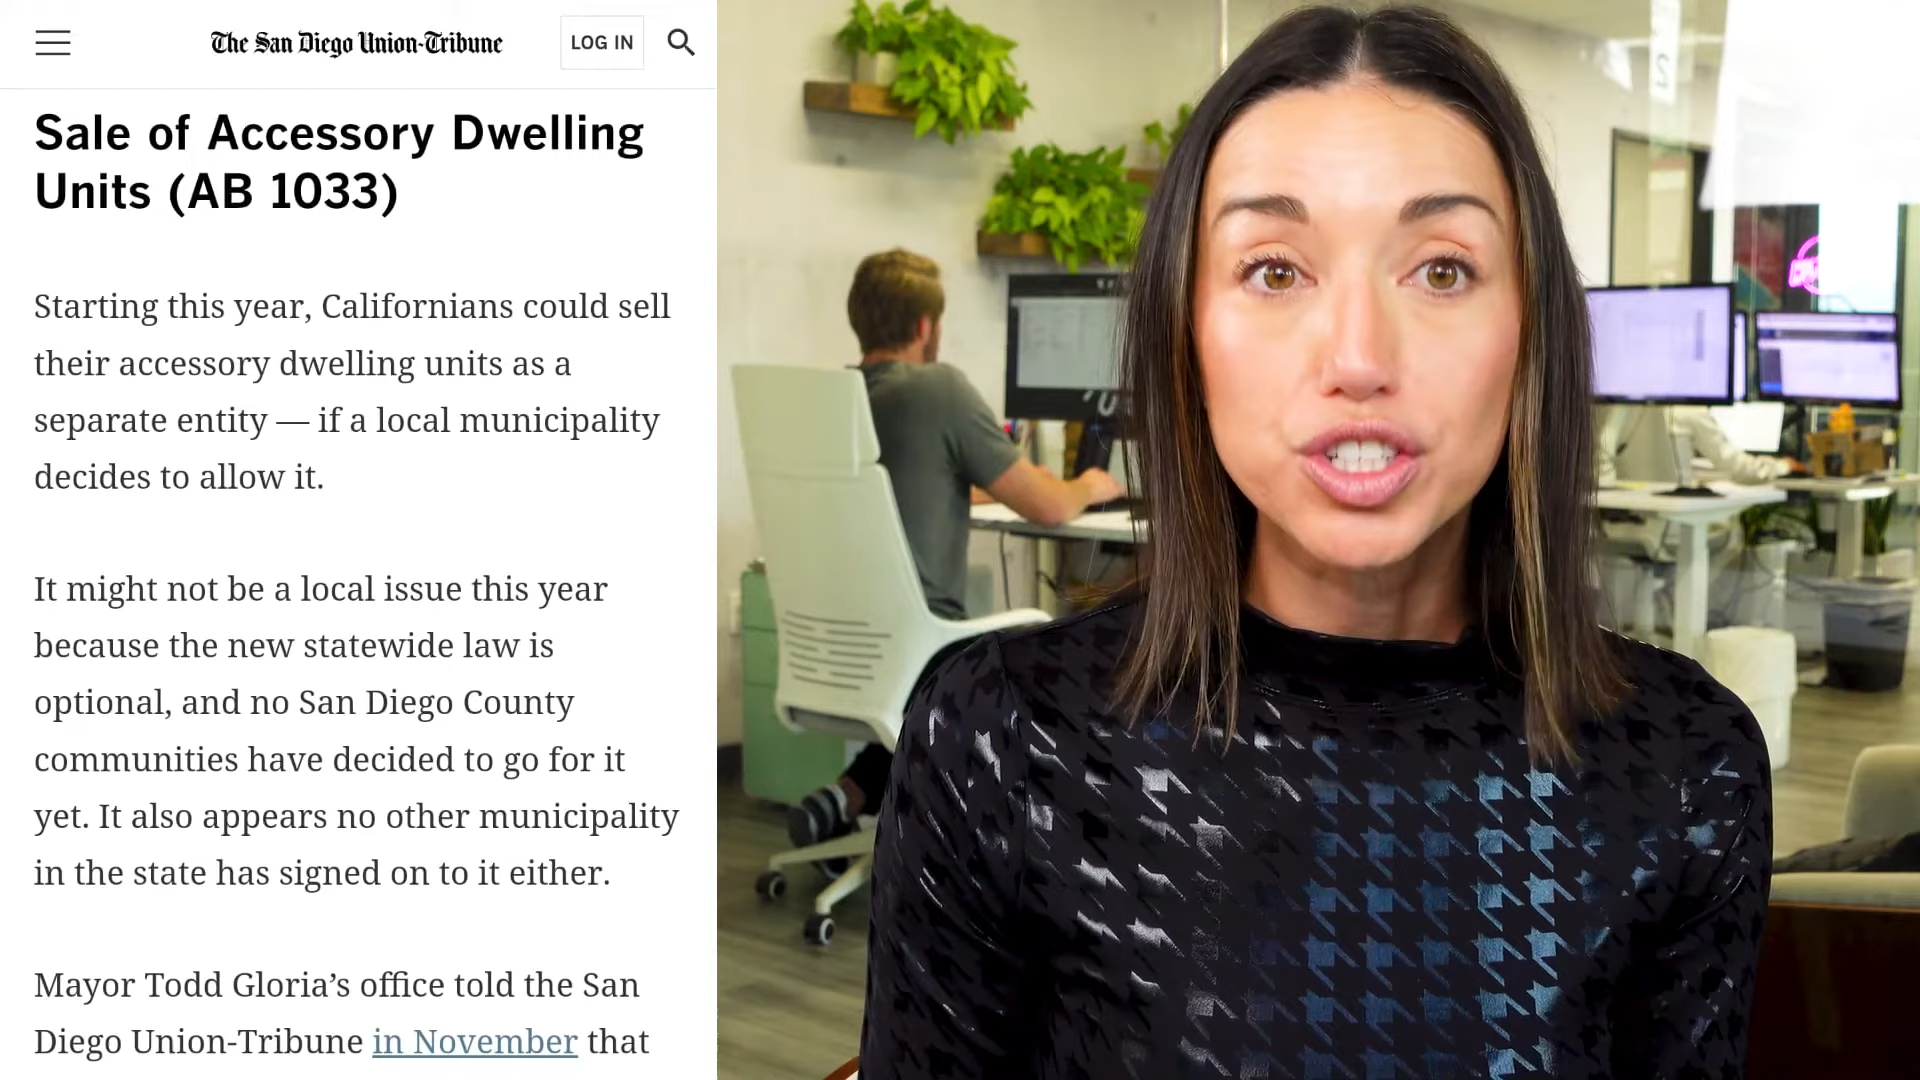 The San Diego Union-Tribune
LOG IN
Sale of Accessory Dwelling
Units (AB 1033)
Starting this year, Californians could sell
their accessory dwelling units as a
separate entity — if a local municipality
decides to allow it.
It might not be a local issue this year
because the new statewide law is
optional, and no San Diego County
communities have decided to go for it
yet. It also appears no other municipality
in the state has signed on to it either.
Mayor Todd Gloria’s office told the San
Diego Union-Tribune in November that